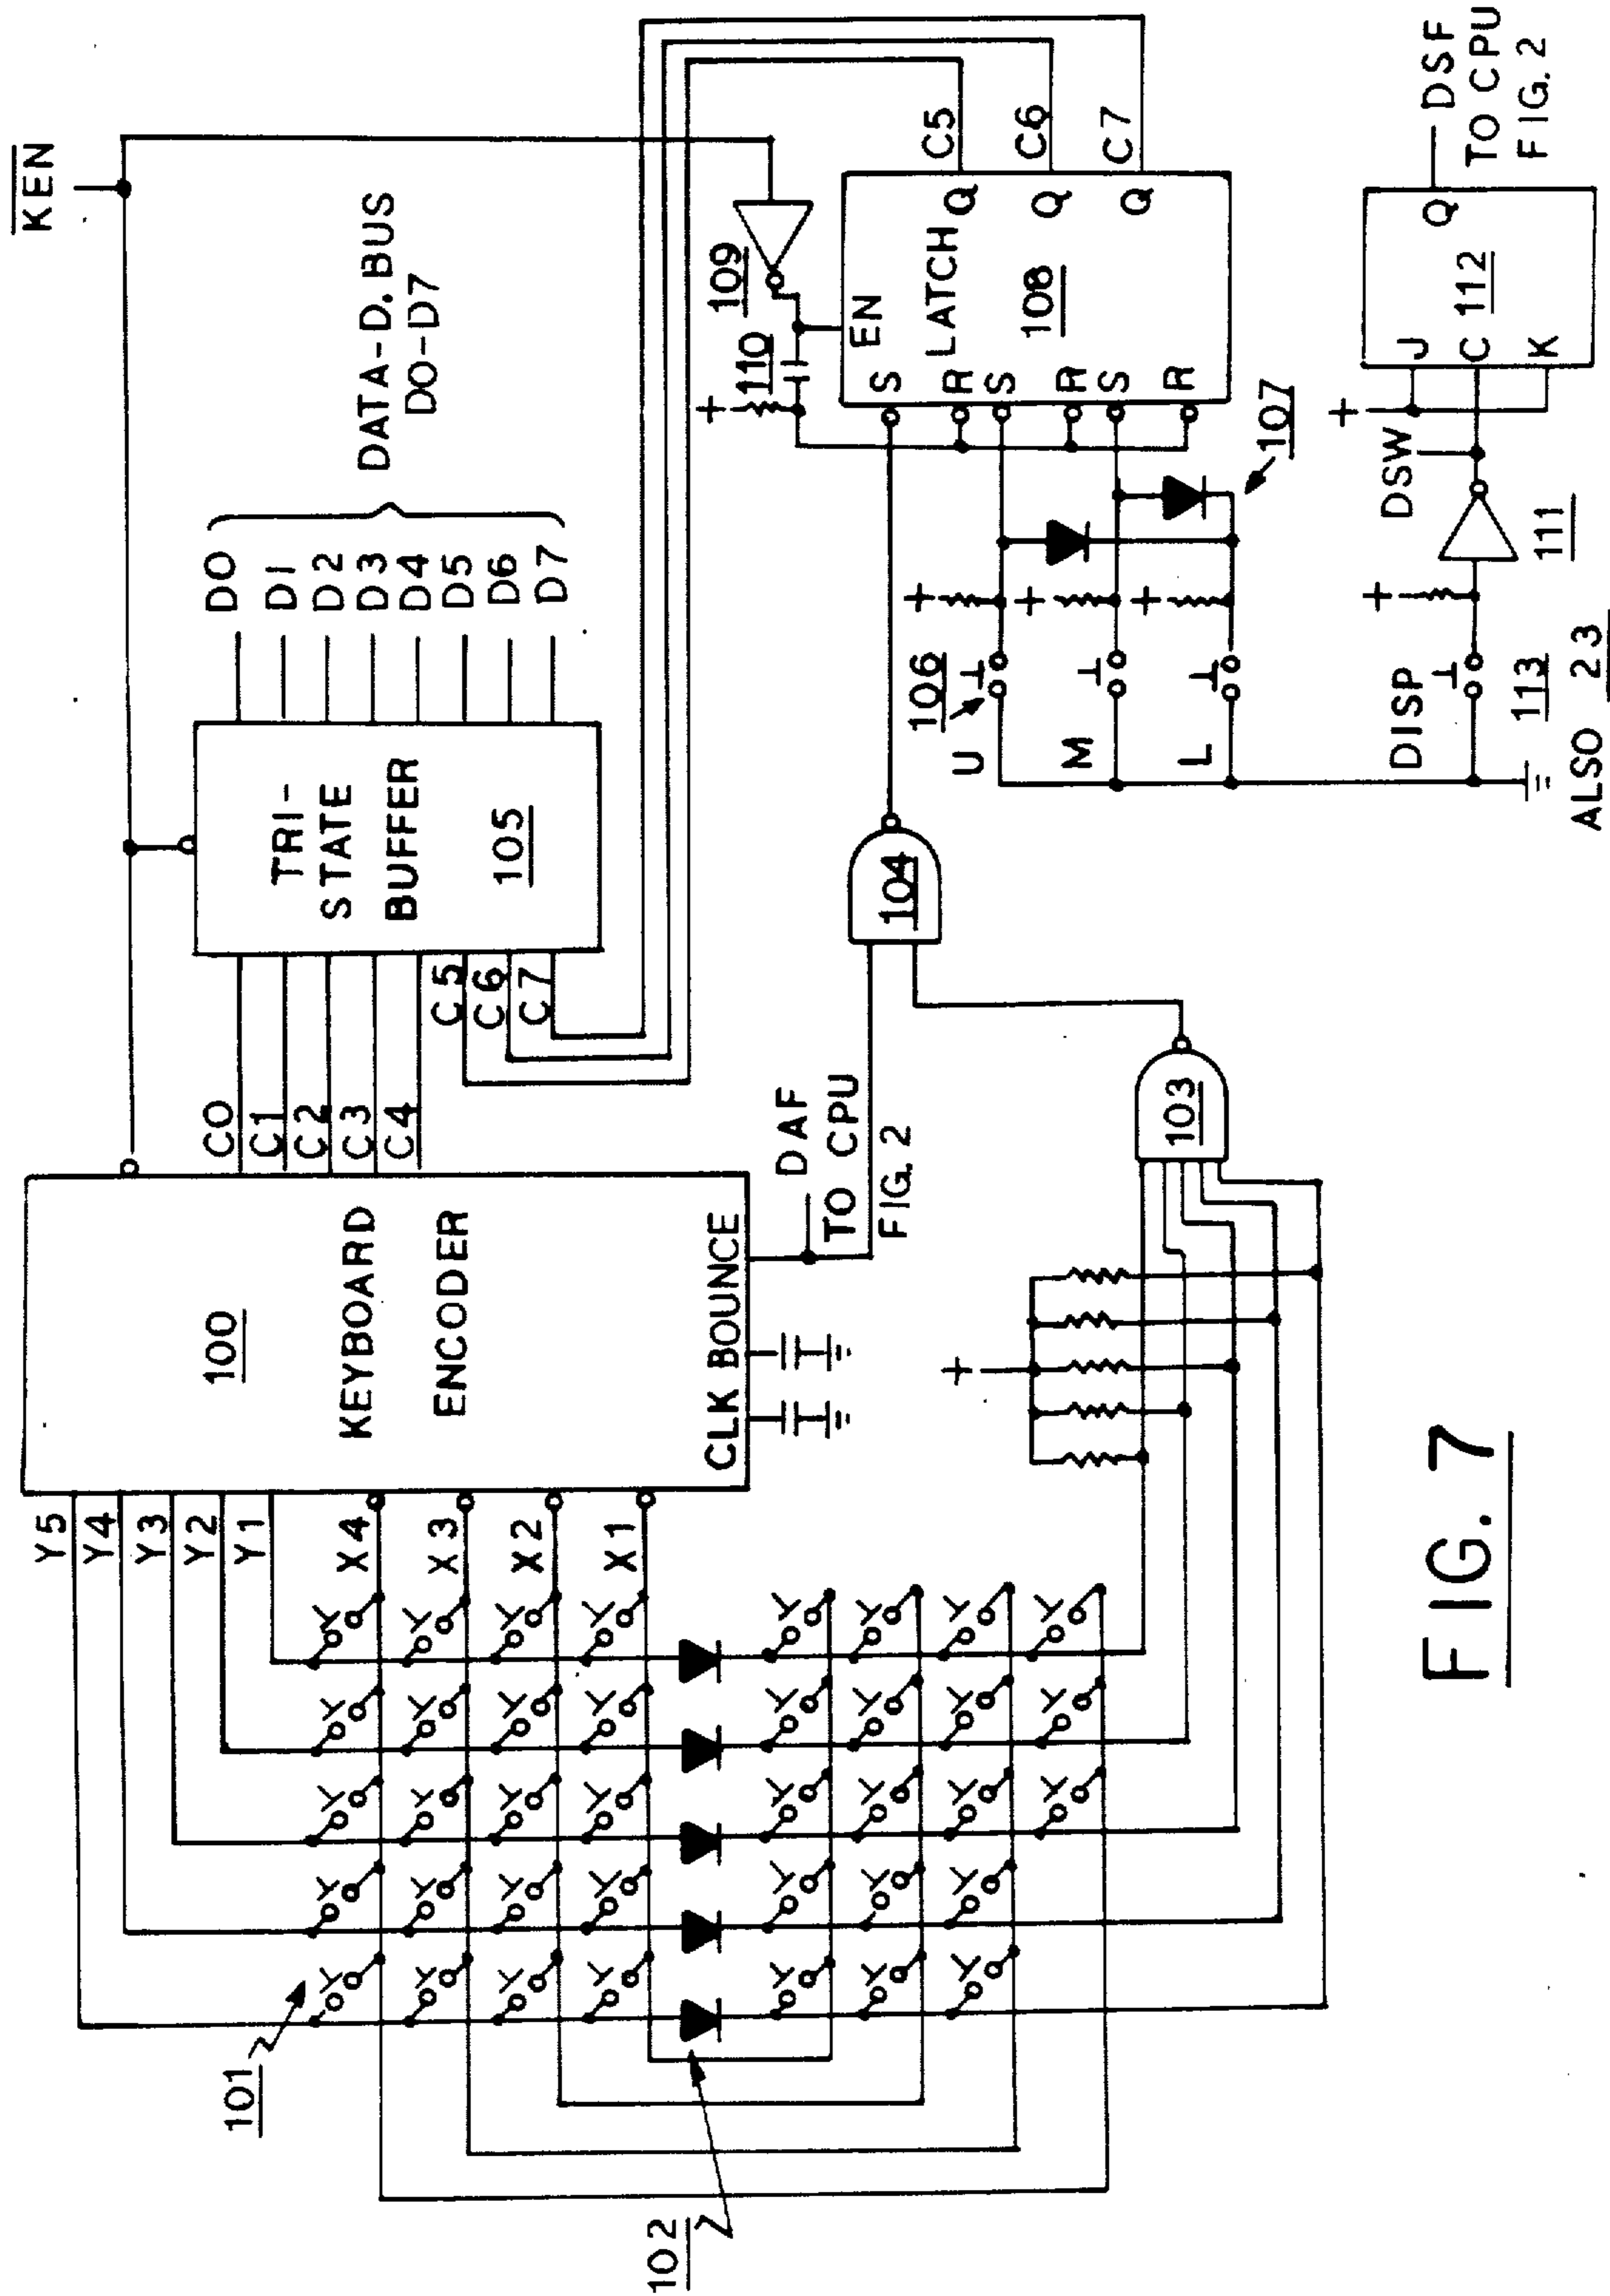 KEN
DATA-D. BUS
D0-D7
D0
D1
D2
D3
D4
D5
D6
D7
TRI-
STATE
BUFFER
105
C0
C1
C2
C3
C4
C5
C6
C7
100
KEYBOARD
ENCODER
CLK BOUNCE
Y5
Y4
Y3
Y2
Y1
X4
X3
X2
X1
101
102
DAF
TO CPU
FIG. 2
103
104
109
110
EN
LATCH
108
S
R
S
R
S
R
Q
Q
Q
C5
C6
C7
106
U
M
L
107
DISP
113
ALSO 23
111
DSW
J
C
K
112
Q
DSF
TO CPU
FIG. 2
FIG. 7